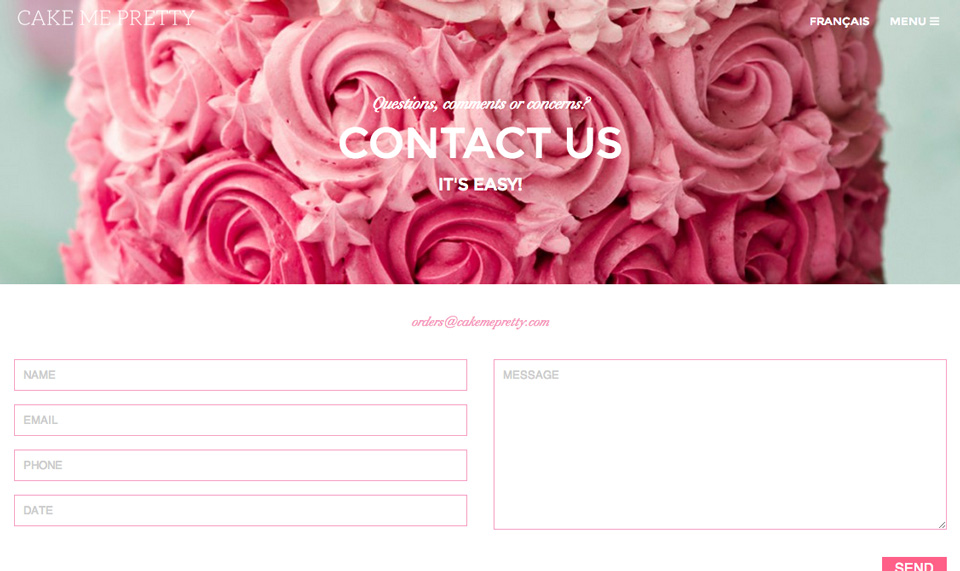 CAKE ME PRETTY
FRANÇAIS
MENU
Questions, comments or concerns?
CONTACT US
IT'S EASY!
orders@cakemepretty.com
NAME
EMAIL
PHONE
DATE
MESSAGE
SEND